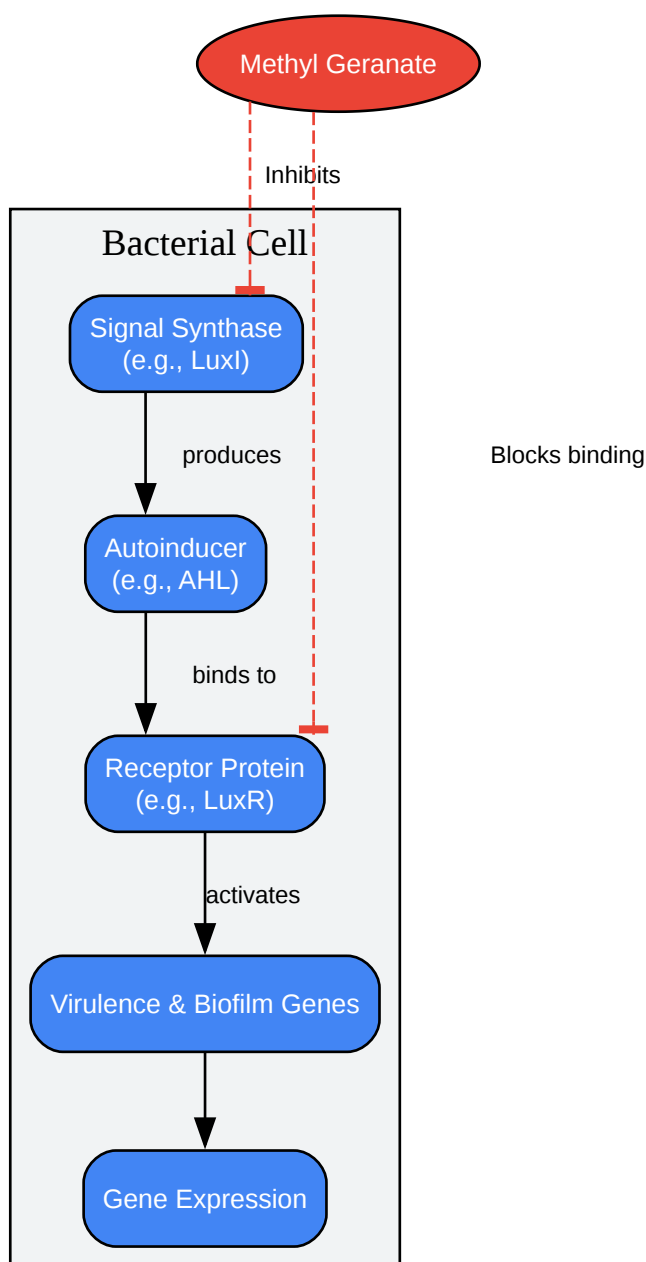 Methyl Geranate
Inhibits
Bacterial Cell
Signal Synthase
(e.g., LuxI)
produces
Blocks binding
Autoinducer
(e.g., AHL)
binds to
Receptor Protein
(e.g., LuxR)
activates
Virulence & Biofilm Genes
Gene Expression